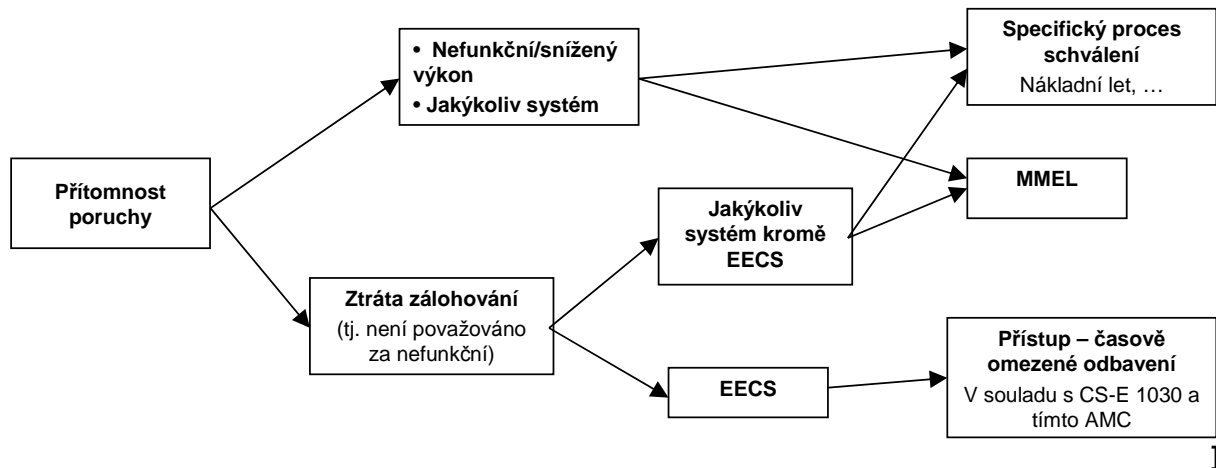 • Nefunkční/snížený
výkon
• Jakýkoliv systém
Specifický proces
schválení
Nákladní let, …
Přítomnost
poruchy
MMEL
Jakýkoliv
systém kromě
EECS
Ztráta zálohování
(tj. není považováno
za nefunkční)
EECS
Přístup – časově
omezené odbavení
V souladu s CS-E 1030 a
tímto AMC